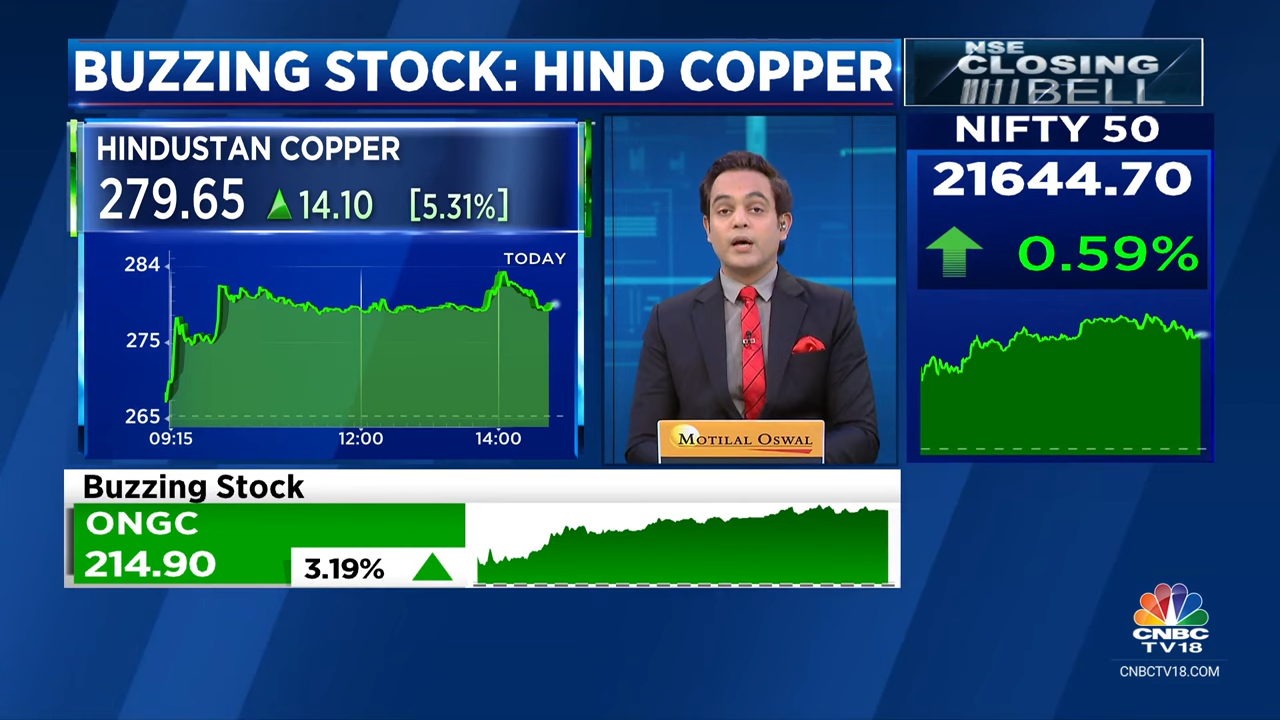 BUZZING STOCK: HIND COPPER
NSE
CLOSING
BELL
HINDUSTAN COPPER
279.65 ▲ 14.10 [5.31%]
TODAY
284
275
265
09:15 12:00 14:00
MOTILAL OSWAL
NIFTY 50
21644.70
0.59%
Buzzing Stock
ONGC
214.90
3.19%
CNBC
TV18
CNBCTV18.COM